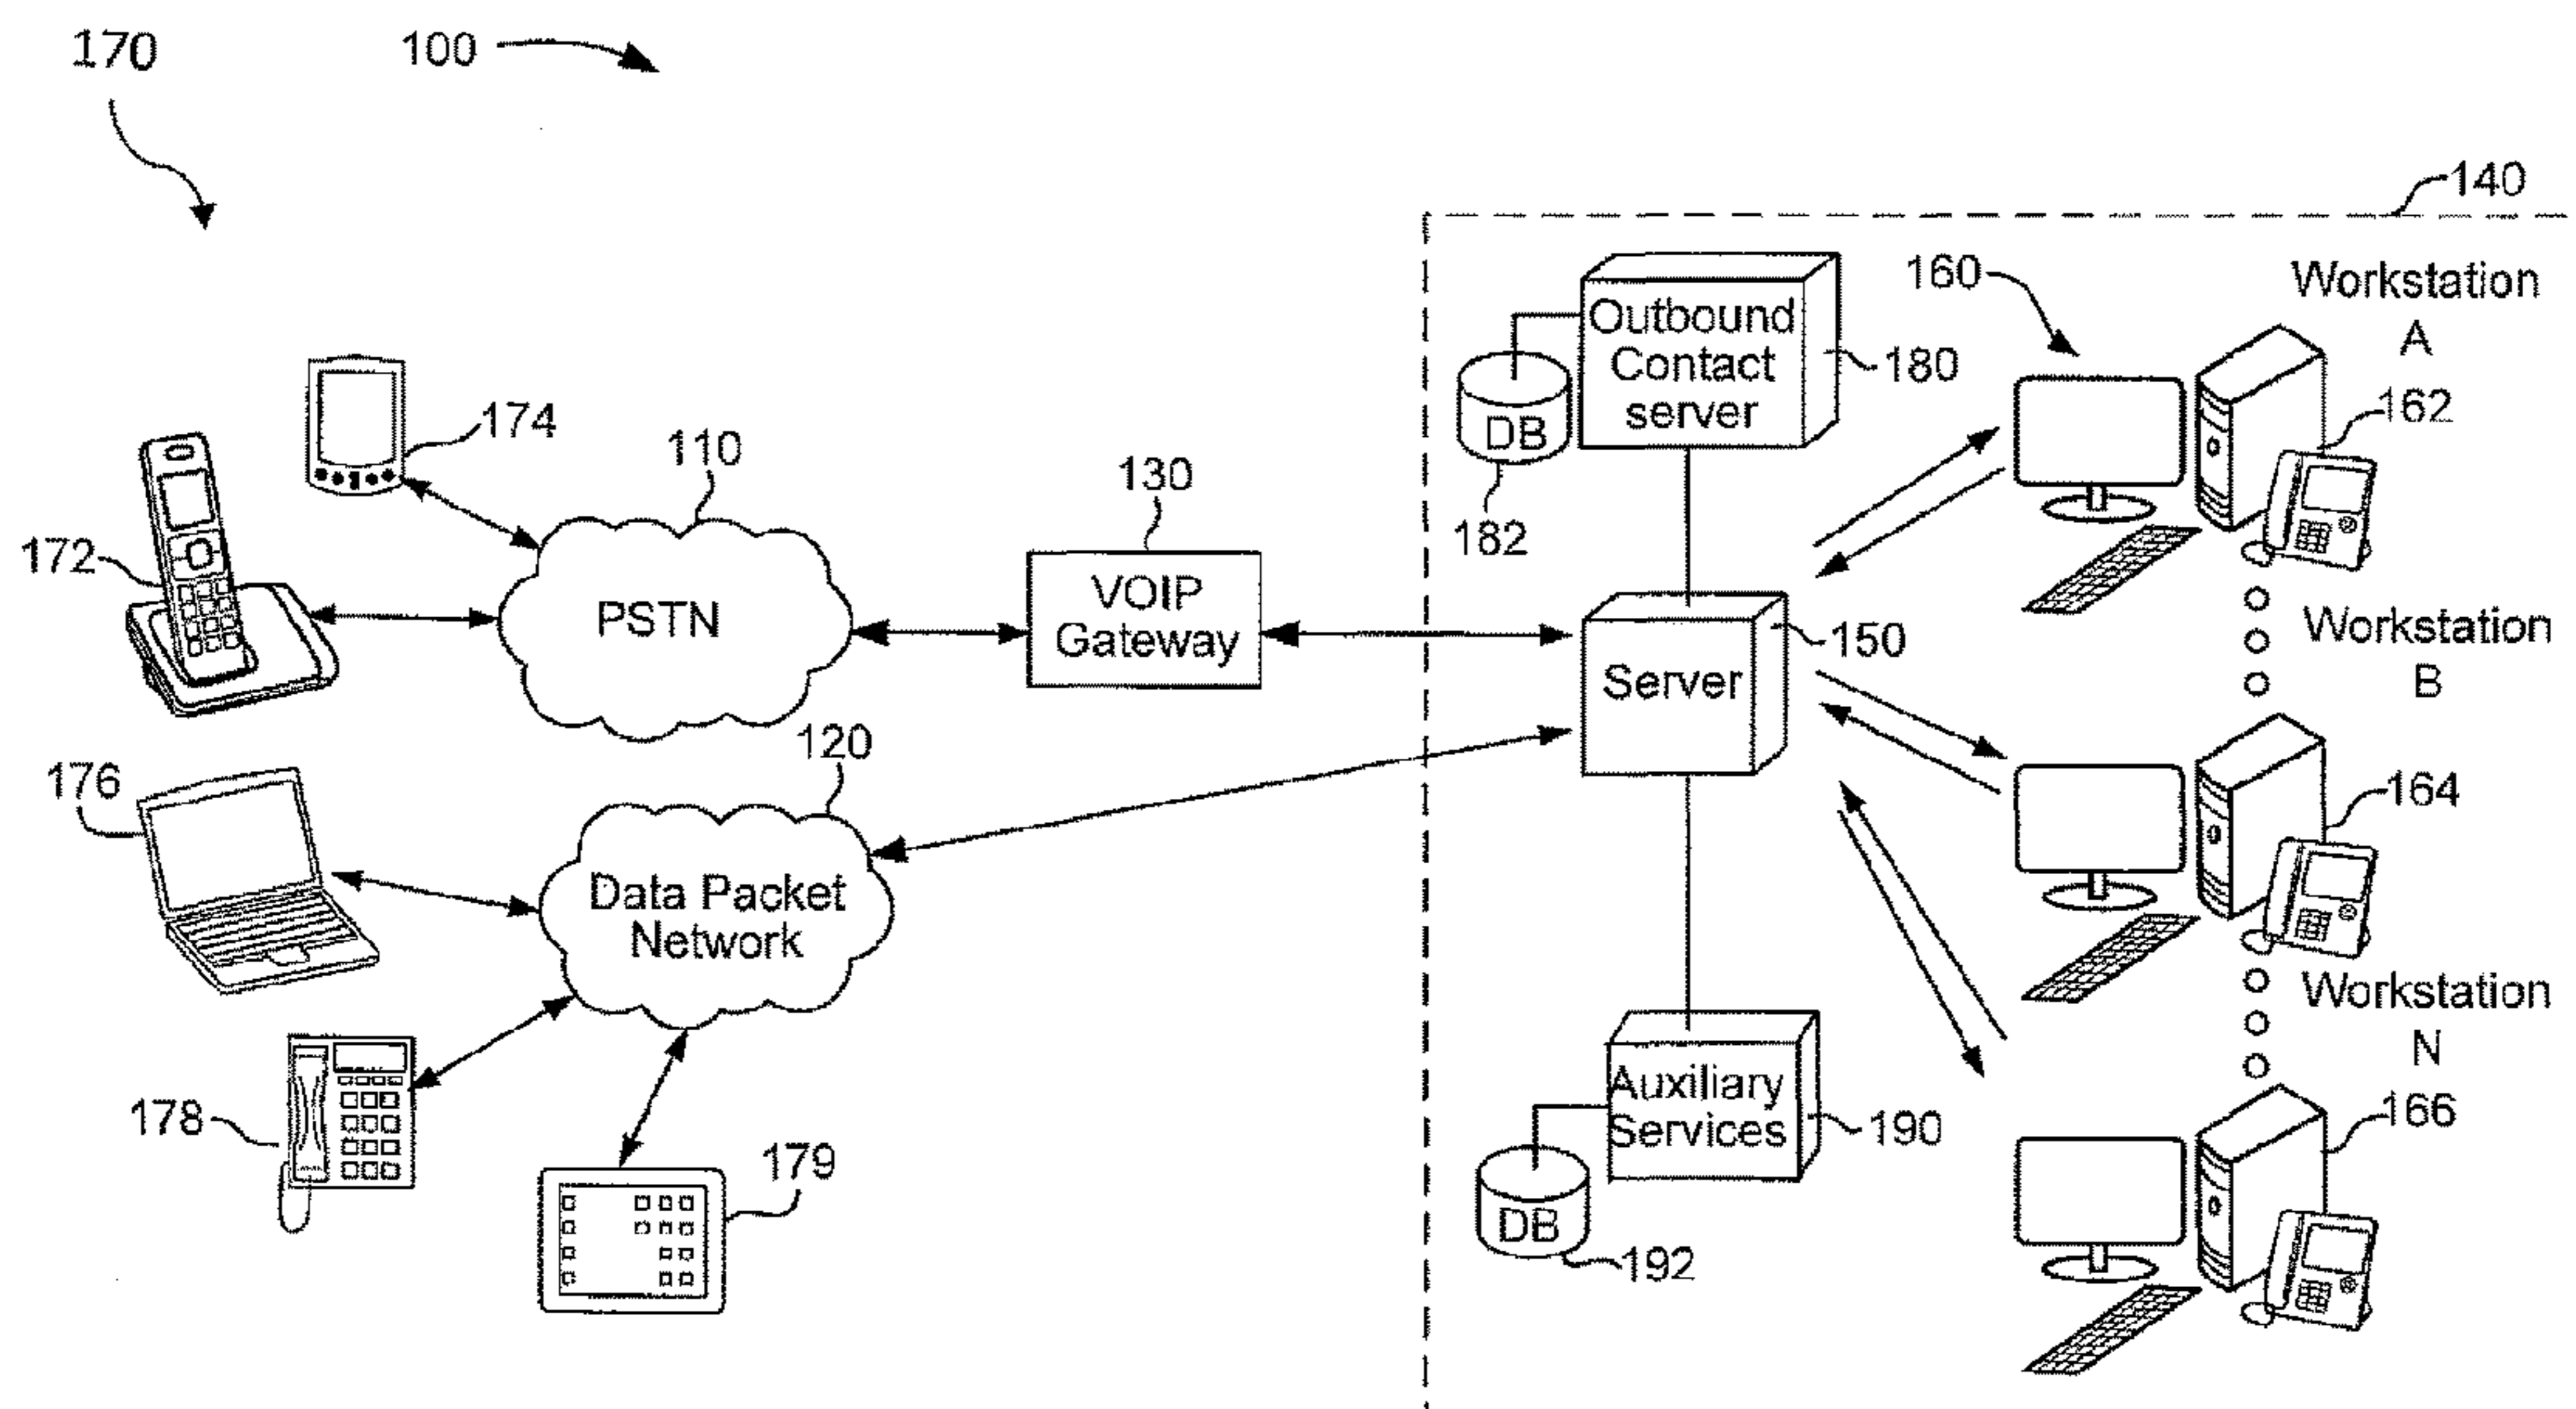 170
100
140
160
Workstation
A
Outbound
Contact
server
180
DB
182
162
174
110
130
172
PSTN
VOIP
Gateway
150
Server
Workstation
B
120
176
164
Data Packet
Network
Workstation
N
178
179
Auxiliary
Services
190
166
DB
192